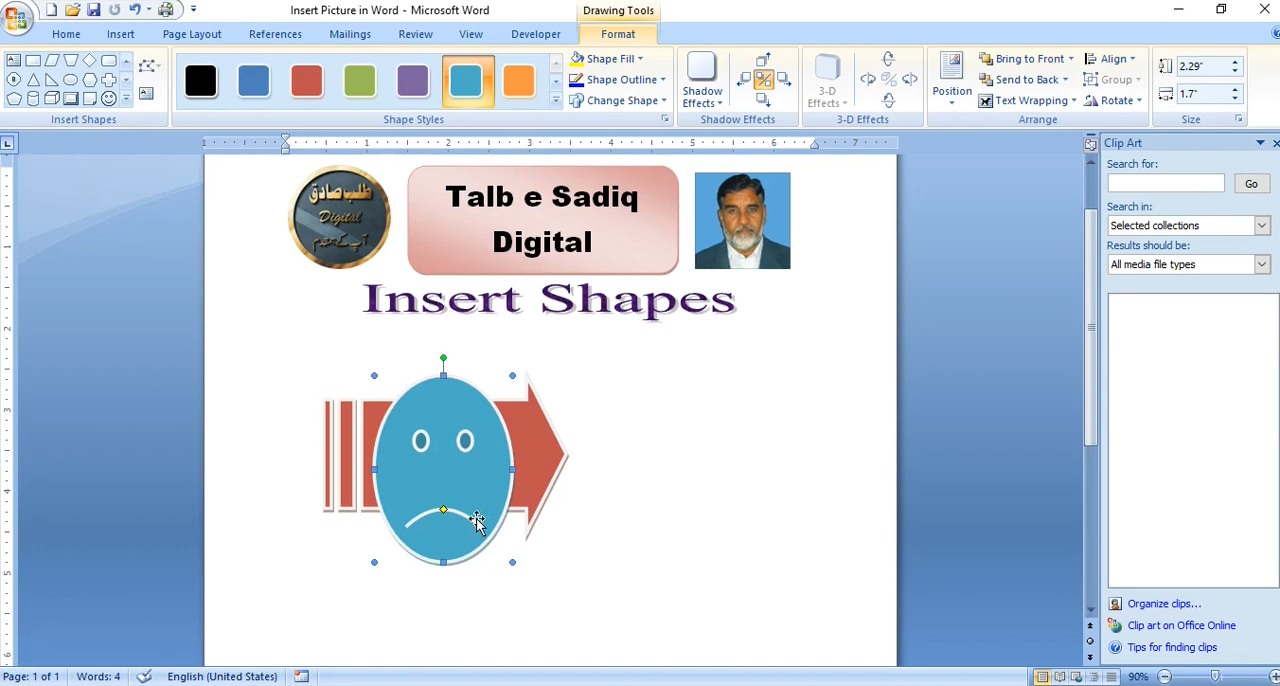 Insert Picture in Word - Microsoft Word
Drawing Tools
Home Insert Page Layout References Mailings Review View Developer Format
Shape Fill
Shape Outline
Change Shape
Shadow Effects
3-D Effects
Position
Bring to Front
Send to Back
Text Wrapping
Align
Group
Rotate
2.29"
1.7"
Insert Shapes
Shape Styles
Shadow Effects
3-D Effects
Arrange
Size
طلب صادق
Digital
Talb e Sadiq
Digital
Insert Shapes
Clip Art
Search for:
Go
Search in:
Selected collections
Results should be:
All media file types
Organize clips...
Clip art on Office Online
Tips for finding clips
Page: 1 of 1 Words: 4 English (United States) 90%